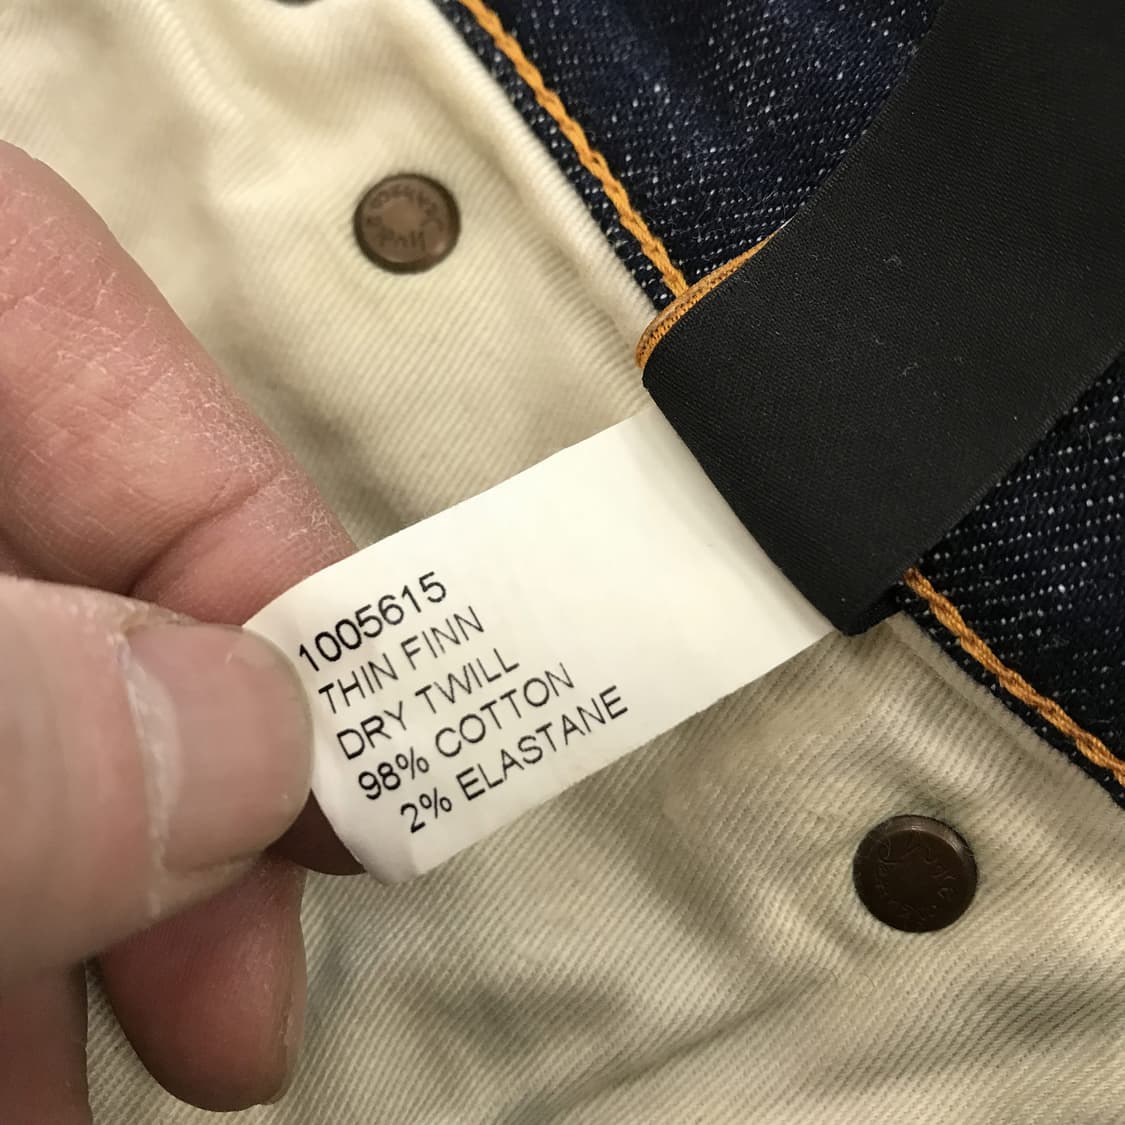 1005615
THIN FINN
DRY TWILL
98% COTTON
2% ELASTANE